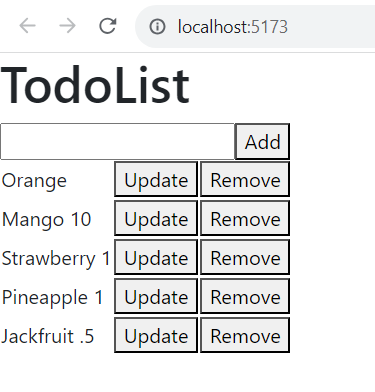 localhost:5173
TodoList
Add
Orange Update Remove
Mango 10 Update Remove
Strawberry 1 Update Remove
Pineapple 1 Update Remove
Jackfruit .5 Update Remove